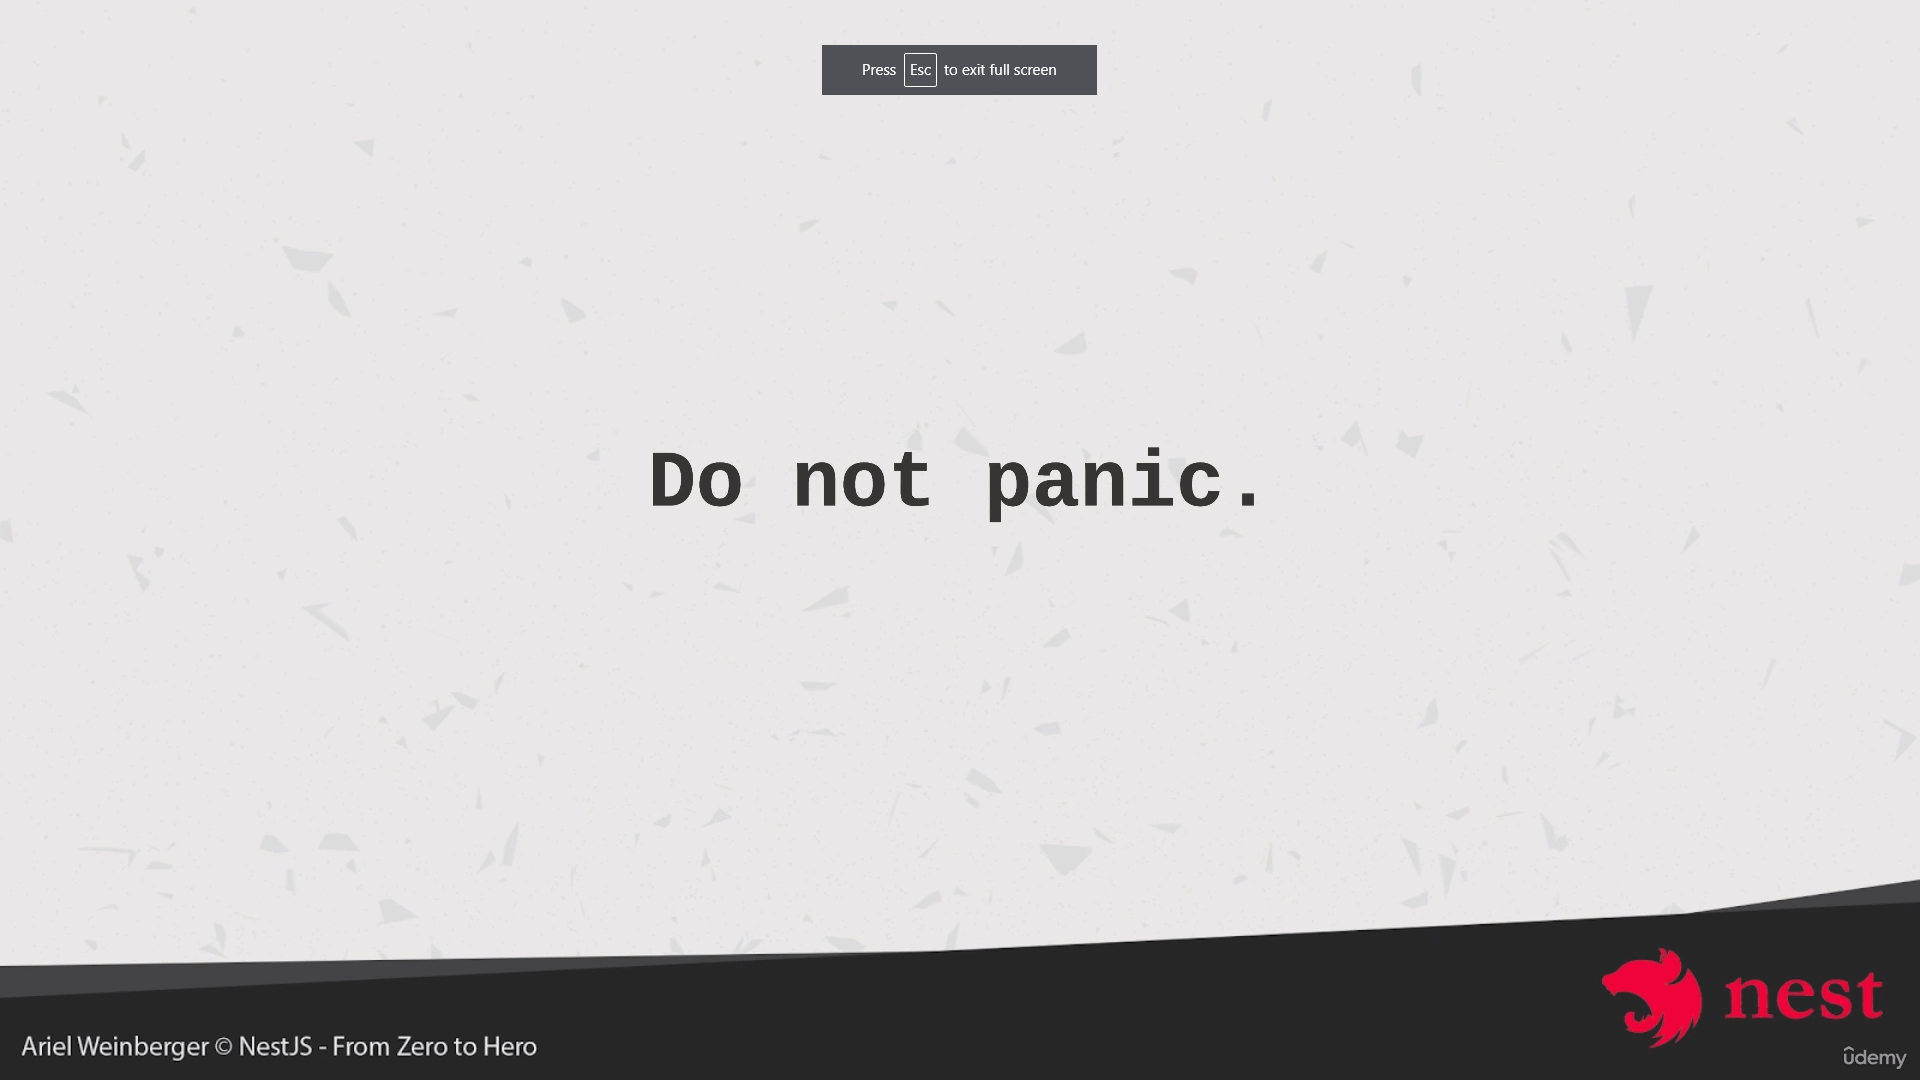 Press Esc to exit full screen
Do not panic.
nest
Ariel Weinberger © NestJS - From Zero to Hero
ûdemy